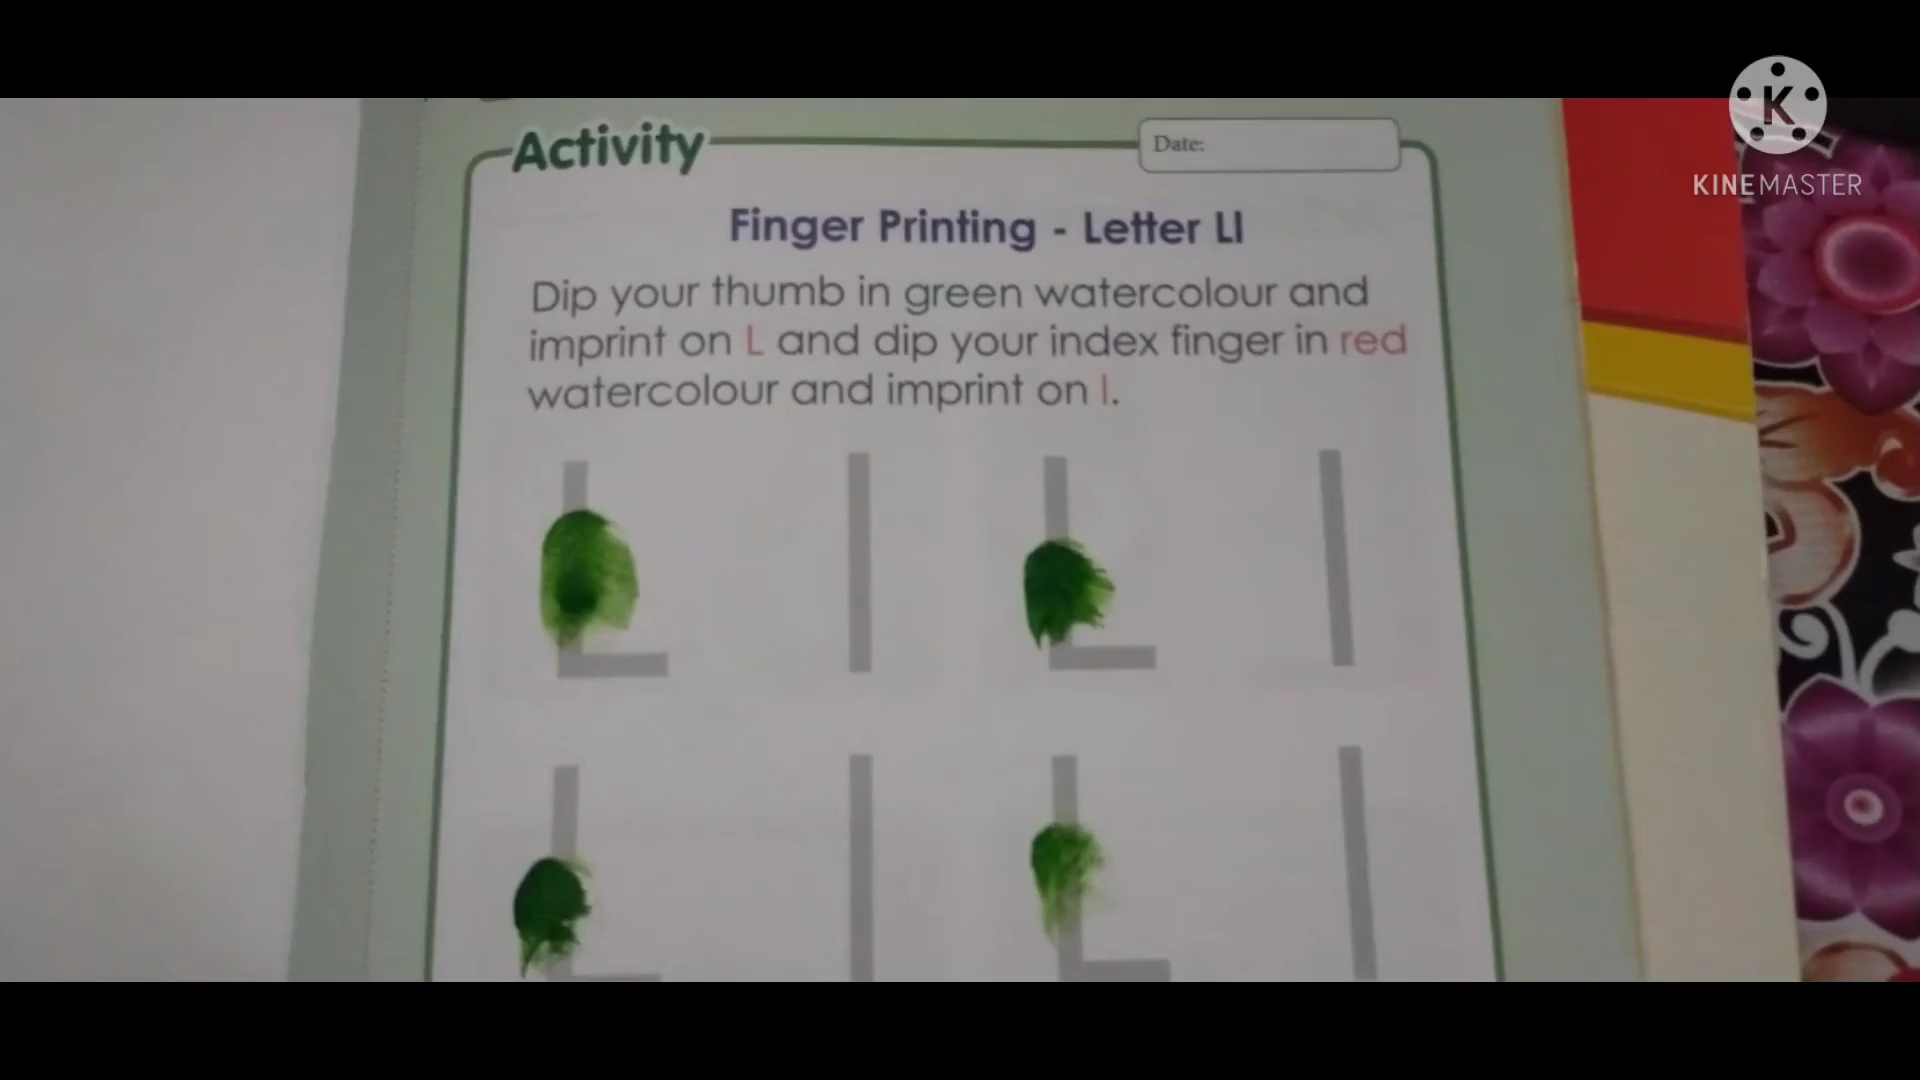 K
KINEMASTER
Activity
Date:
Finger Printing - Letter Ll
Dip your thumb in green watercolour and
imprint on L and dip your index finger in red
watercolour and imprint on l.
L l L l
L l L l